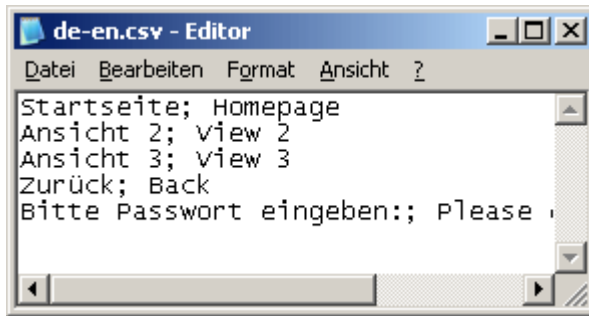 de-en.csv - Editor
Datei Bearbeiten Format Ansicht ?
Startseite; Homepage
Ansicht 2; View 2
Ansicht 3; View 3
Zurück; Back
Bitte Passwort eingeben:; Please